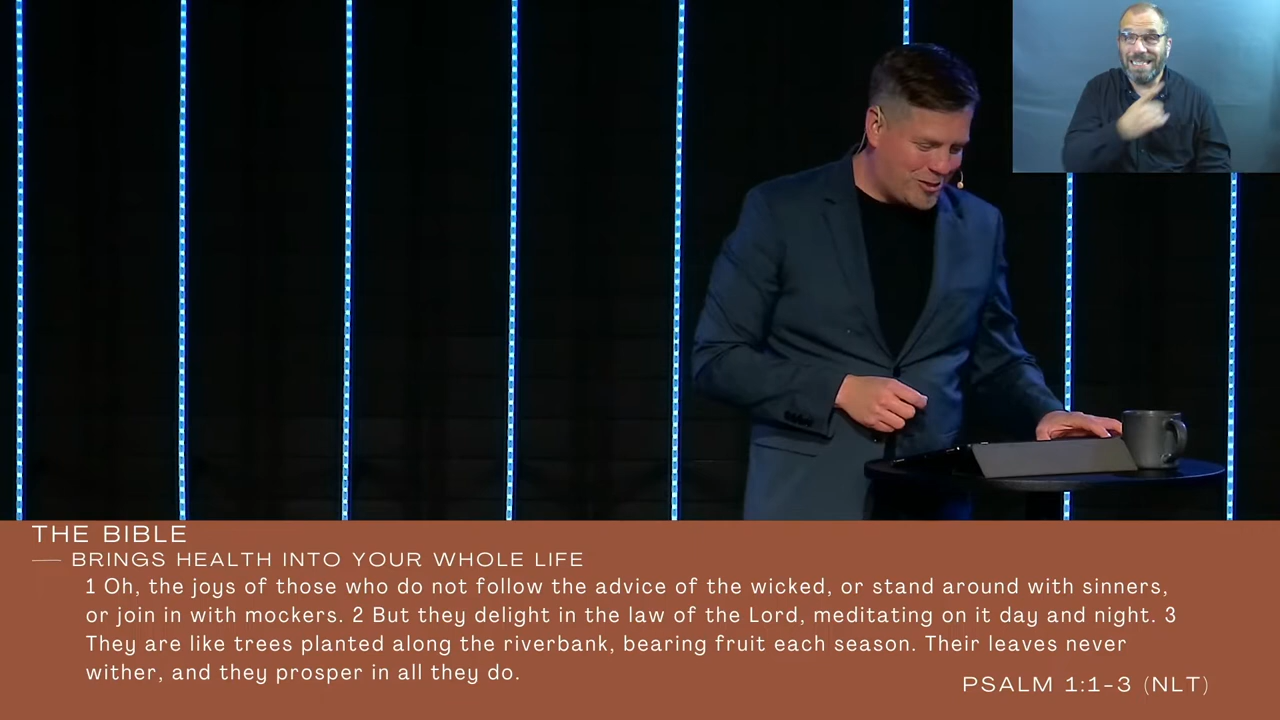 THE BIBLE
— BRINGS HEALTH INTO YOUR WHOLE LIFE
1 Oh, the joys of those who do not follow the advice of the wicked, or stand around with sinners,
or join in with mockers. 2 But they delight in the law of the Lord, meditating on it day and night. 3
They are like trees planted along the riverbank, bearing fruit each season. Their leaves never
wither, and they prosper in all they do.
PSALM 1:1-3 (NLT)